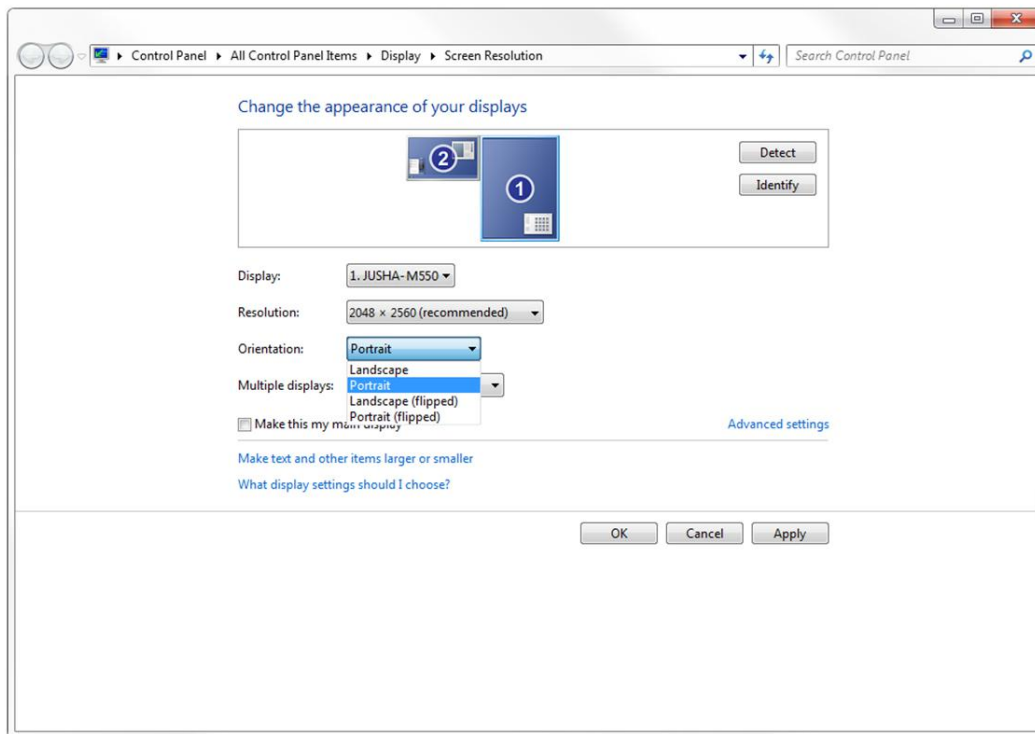 Control Panel All Control Panel Items Display Screen Resolution Search Control Panel
Change the appearance of your displays
2
1
Detect
Identify
Display: 1. JUSHA-M550
Resolution: 2048 × 2560 (recommended)
Orientation: Portrait
Landscape
Multiple displays: Portrait
Landscape (flipped)
Portrait (flipped)
Make this my main display Advanced settings
Make text and other items larger or smaller
What display settings should I choose?
OK Cancel Apply